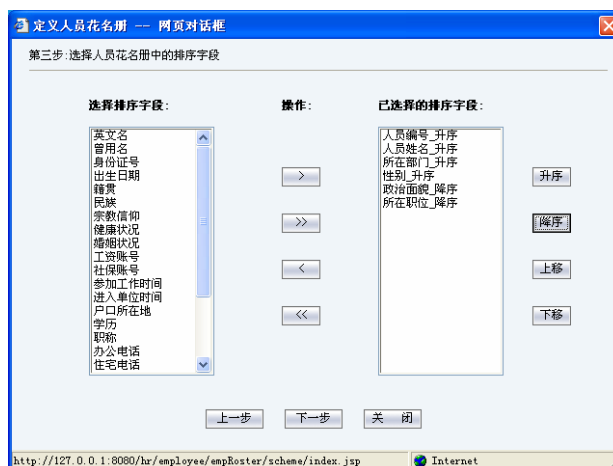 定义人员花名册 -- 网页对话框
第三步:选择人员花名册中的排序字段
选择排序字段:
操作:
已选择的排序字段:
英文名
曾用名
身份证号
出生日期
籍贯
民族
宗教信仰
健康状况
婚姻状况
工资账号
社保账号
参加工作时间
进入单位时间
户口所在地
学历
职称
办公电话
住宅电话
>
>>
<
<<
人员编号_升序
人员姓名_升序
所在部门_升序
性别_升序
政治面貌_降序
所在职位_降序
升序
降序
上移
下移
上一步
下一步
关 闭
http://127.0.0.1:8080/hr/employee/empRoster/scheme/index.jsp
Internet